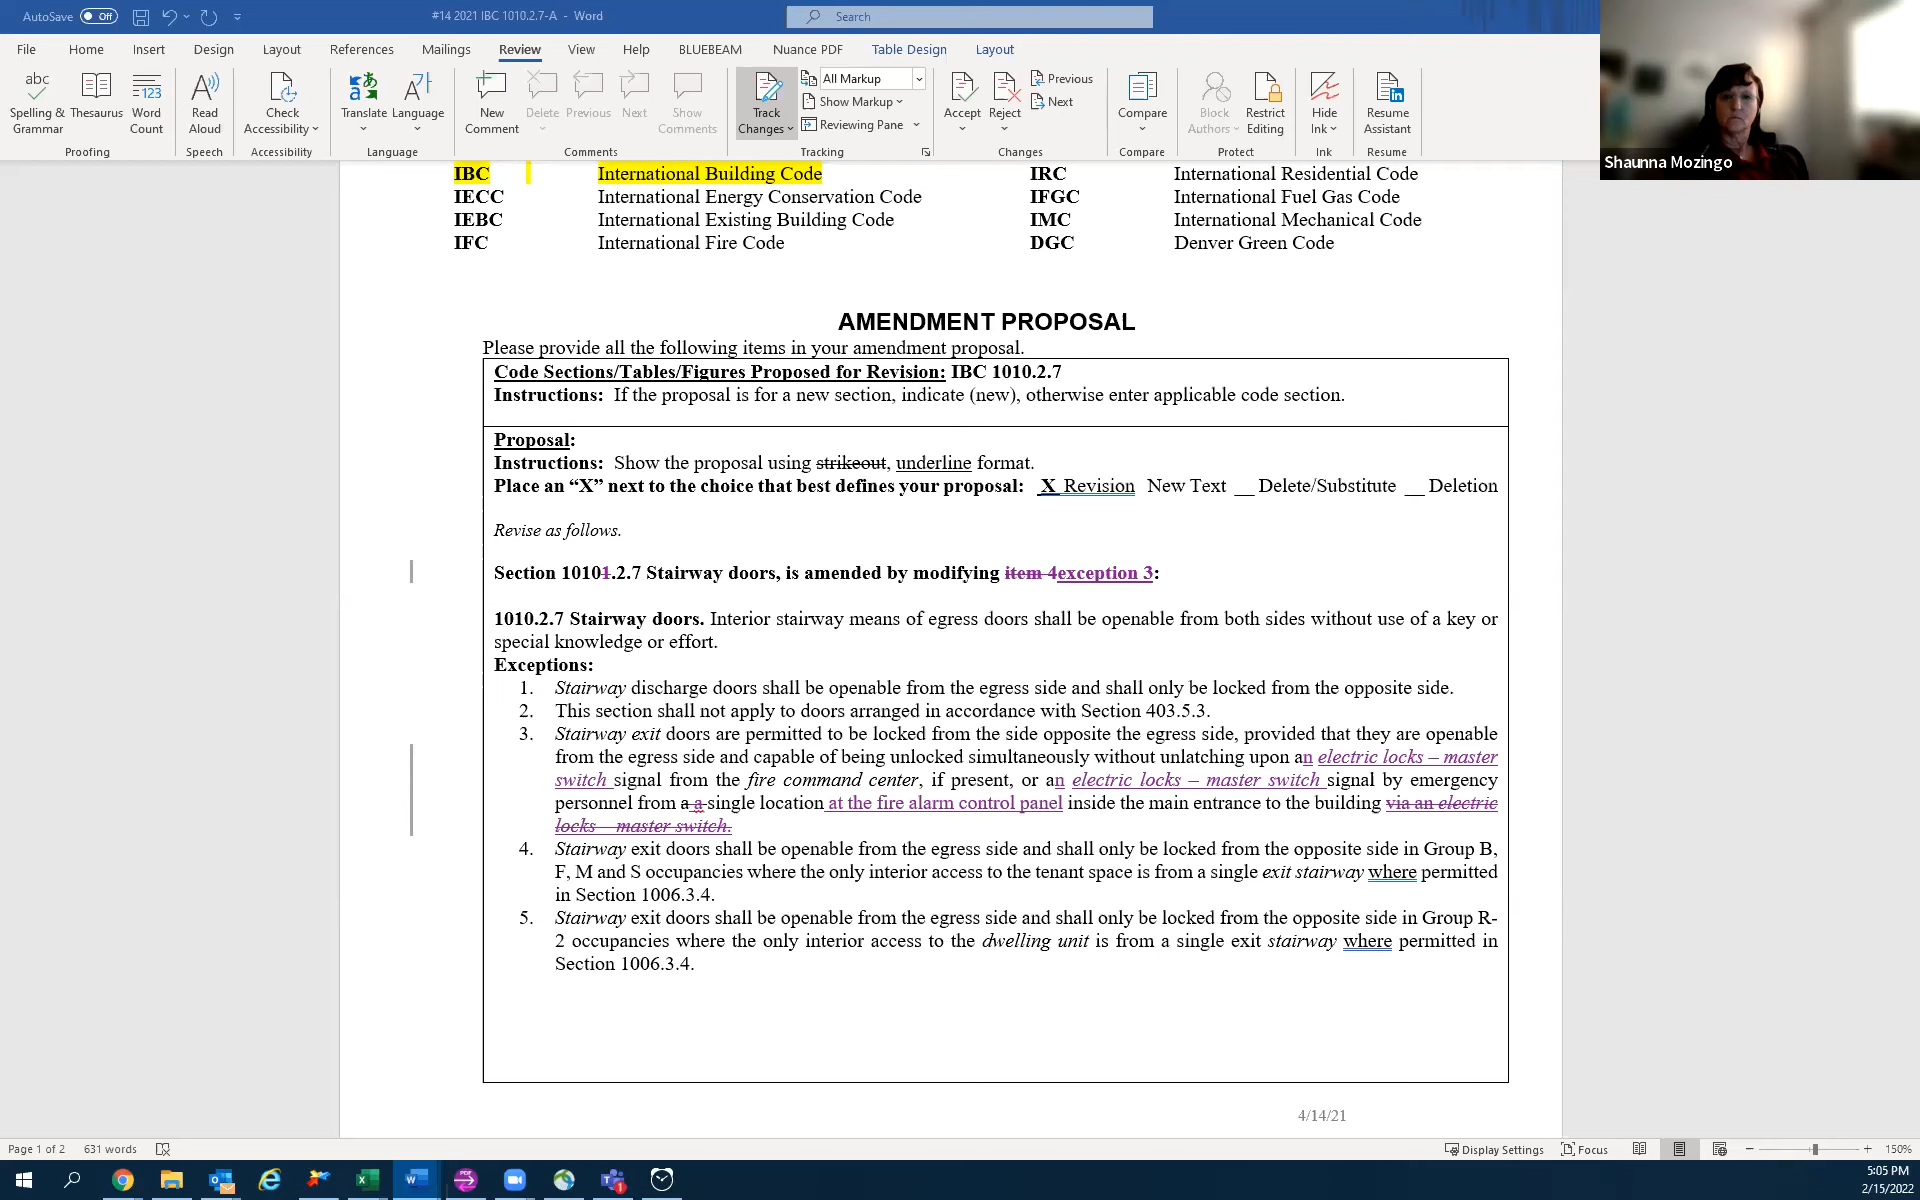 AutoSave Off #14 2021 IBC 1010.2.7-A - Word Search
File Home Insert Design Layout References Mailings Review View Help BLUEBEAM Nuance PDF Table Design Layout
abc 123 A
All Markup Previous
Spelling & Thesaurus Word Read Check Translate Language New Delete Previous Next Show Track Show Markup Accept Reject Next Compare Block Restrict Hide Resume
Grammar Count Aloud Accessibility Comment Comments Changes Reviewing Pane Authors Editing Ink Assistant
Proofing Speech Accessibility Language Comments Tracking Changes Compare Protect Ink Resume
Shaunna Mozingo
IBC International Building Code IRC International Residential Code
IECC International Energy Conservation Code IFGC International Fuel Gas Code
IEBC International Existing Building Code IMC International Mechanical Code
IFC International Fire Code DGC Denver Green Code
AMENDMENT PROPOSAL
Please provide all the following items in your amendment proposal.
Code Sections/Tables/Figures Proposed for Revision: IBC 1010.2.7
Instructions: If the proposal is for a new section, indicate (new), otherwise enter applicable code section.
Proposal:
Instructions: Show the proposal using strikeout, underline format.
Place an “X” next to the choice that best defines your proposal: _X Revision New Text __ Delete/Substitute __ Deletion
Revise as follows.
Section 10101.2.7 Stairway doors, is amended by modifying item 4exception 3:
1010.2.7 Stairway doors. Interior stairway means of egress doors shall be openable from both sides without use of a key or
special knowledge or effort.
Exceptions:
1. Stairway discharge doors shall be openable from the egress side and shall only be locked from the opposite side.
2. This section shall not apply to doors arranged in accordance with Section 403.5.3.
3. Stairway exit doors are permitted to be locked from the side opposite the egress side, provided that they are openable
from the egress side and capable of being unlocked simultaneously without unlatching upon an electric locks – master
switch signal from the fire command center, if present, or an electric locks – master switch signal by emergency
personnel from a a single location at the fire alarm control panel inside the main entrance to the building via an electric
locks – master switch.
4. Stairway exit doors shall be openable from the egress side and shall only be locked from the opposite side in Group B,
F, M and S occupancies where the only interior access to the tenant space is from a single exit stairway where permitted
in Section 1006.3.4.
5. Stairway exit doors shall be openable from the egress side and shall only be locked from the opposite side in Group R-
2 occupancies where the only interior access to the dwelling unit is from a single exit stairway where permitted in
Section 1006.3.4.
4/14/21
Page 1 of 2 631 words Display Settings Focus 150%
5:05 PM
2/15/2022